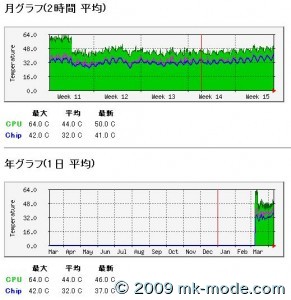 月グラフ(2時間 平均)
64.0
48.0
32.0
16.0
0.0
Temperature
Week 11 Week 12 Week 13 Week 14 Week 15
最大 平均 最新
CPU 64.0 C 44.0 C 50.0 C
Chip 42.0 C 32.0 C 41.0 C
年グラフ(1日 平均)
64.0
48.0
32.0
16.0
0.0
Temperature
Mar Apr May Jun Jul Aug Sep Oct Nov Dec Jan Feb Mar
最大 平均 最新
CPU 64.0 C 44.0 C 46.0 C
Chip 42.0 C 32.0 C 37.0 C
© 2009 mk-mode.com